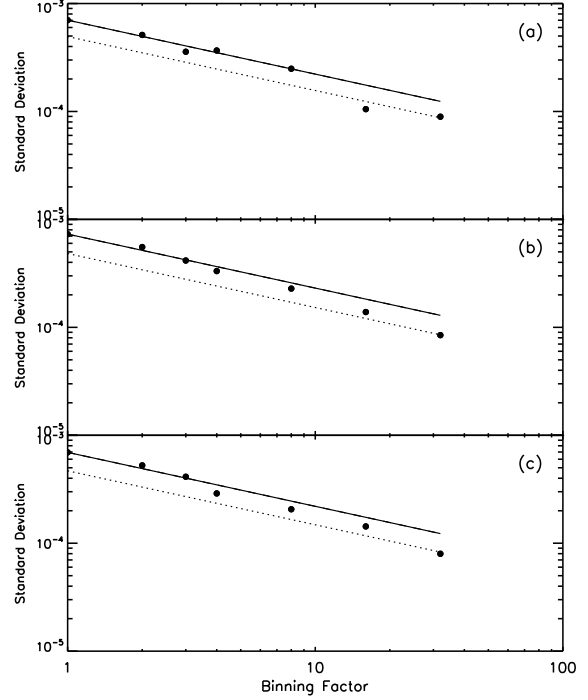 10⁻³
(a)
Standard Deviation
10⁻⁴
10⁻⁵
10⁻³
(b)
Standard Deviation
10⁻⁴
10⁻⁵
10⁻³
(c)
Standard Deviation
10⁻⁴
10⁻⁵
1 10 100
Binning Factor